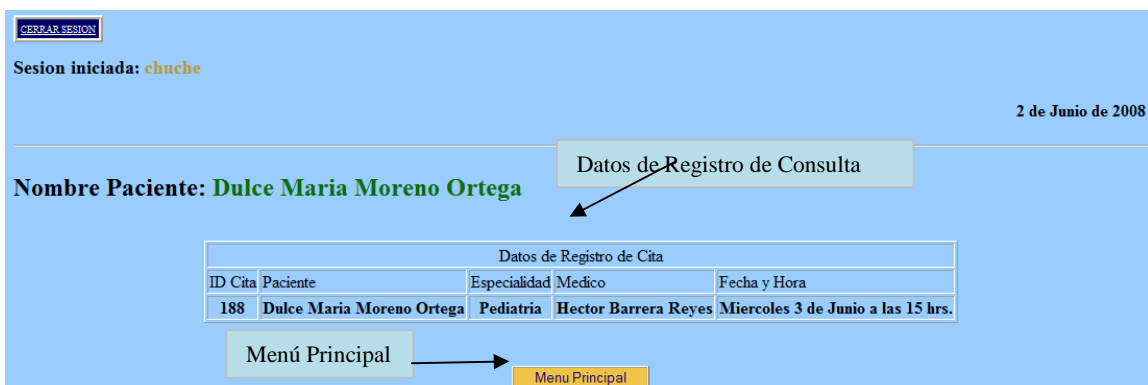 CERRAR SESION
Sesion iniciada: chuche
2 de Junio de 2008
Datos de Registro de Consulta
Nombre Paciente: Dulce Maria Moreno Ortega
Datos de Registro de Cita
ID Cita Paciente Especialidad Medico Fecha y Hora
188 Dulce Maria Moreno Ortega Pediatria Hector Barrera Reyes Miercoles 3 de Junio a las 15 hrs.
Menú Principal
Menu Principal